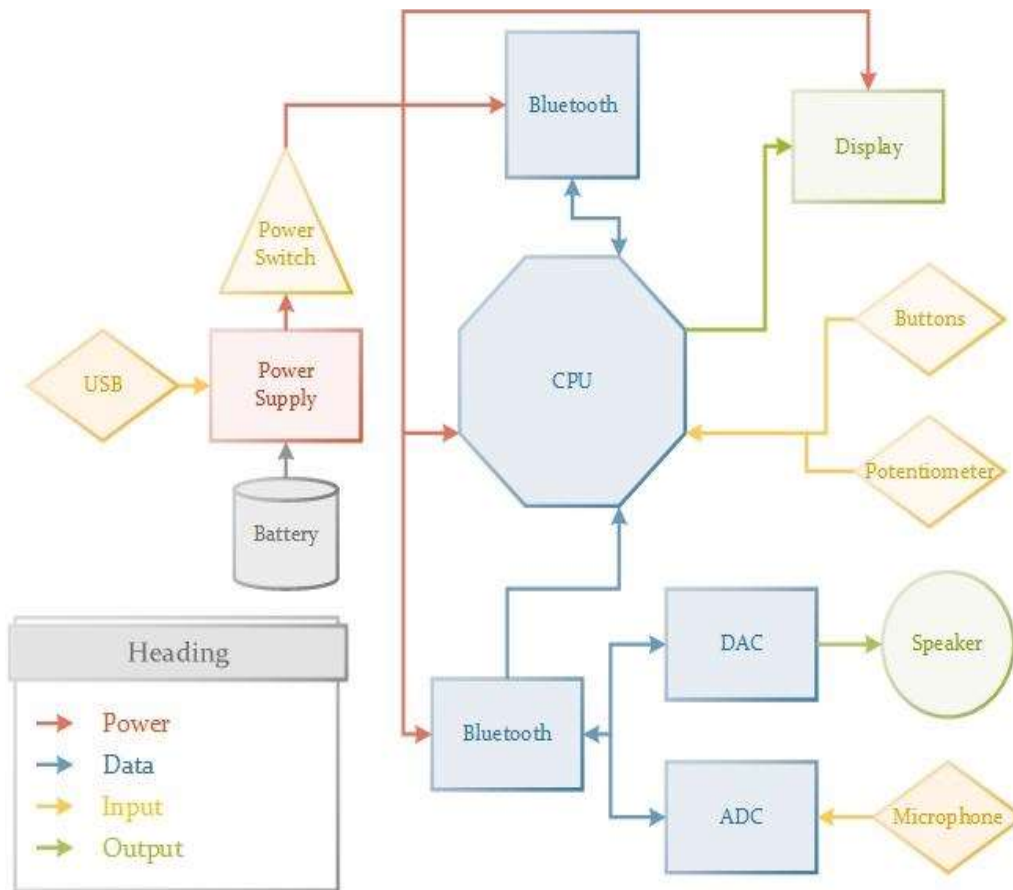 Bluetooth
Display
Power
Switch
Buttons
USB
Power
Supply
CPU
Potentiometer
Battery
DAC
Speaker
Heading
Bluetooth
Power
Data
ADC
Microphone
Input
Output